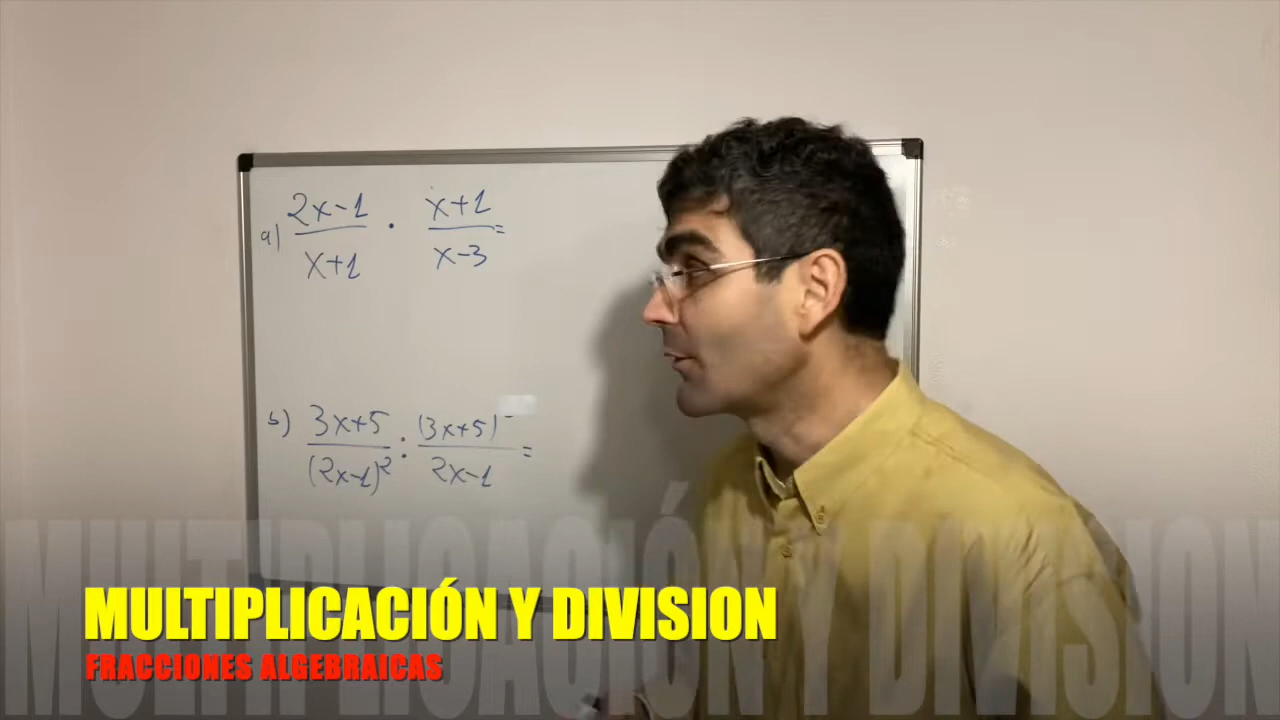 a) 2x-1 / x+1 · x+1 / x-3 =
b) 3x+5 / (2x-1)² : (3x+5) / 2x-1 =
MULTIPLICACIÓN Y DIVISION
MULTIPLICACIÓN Y DIVISION
FRACCIONES ALGEBRAICAS